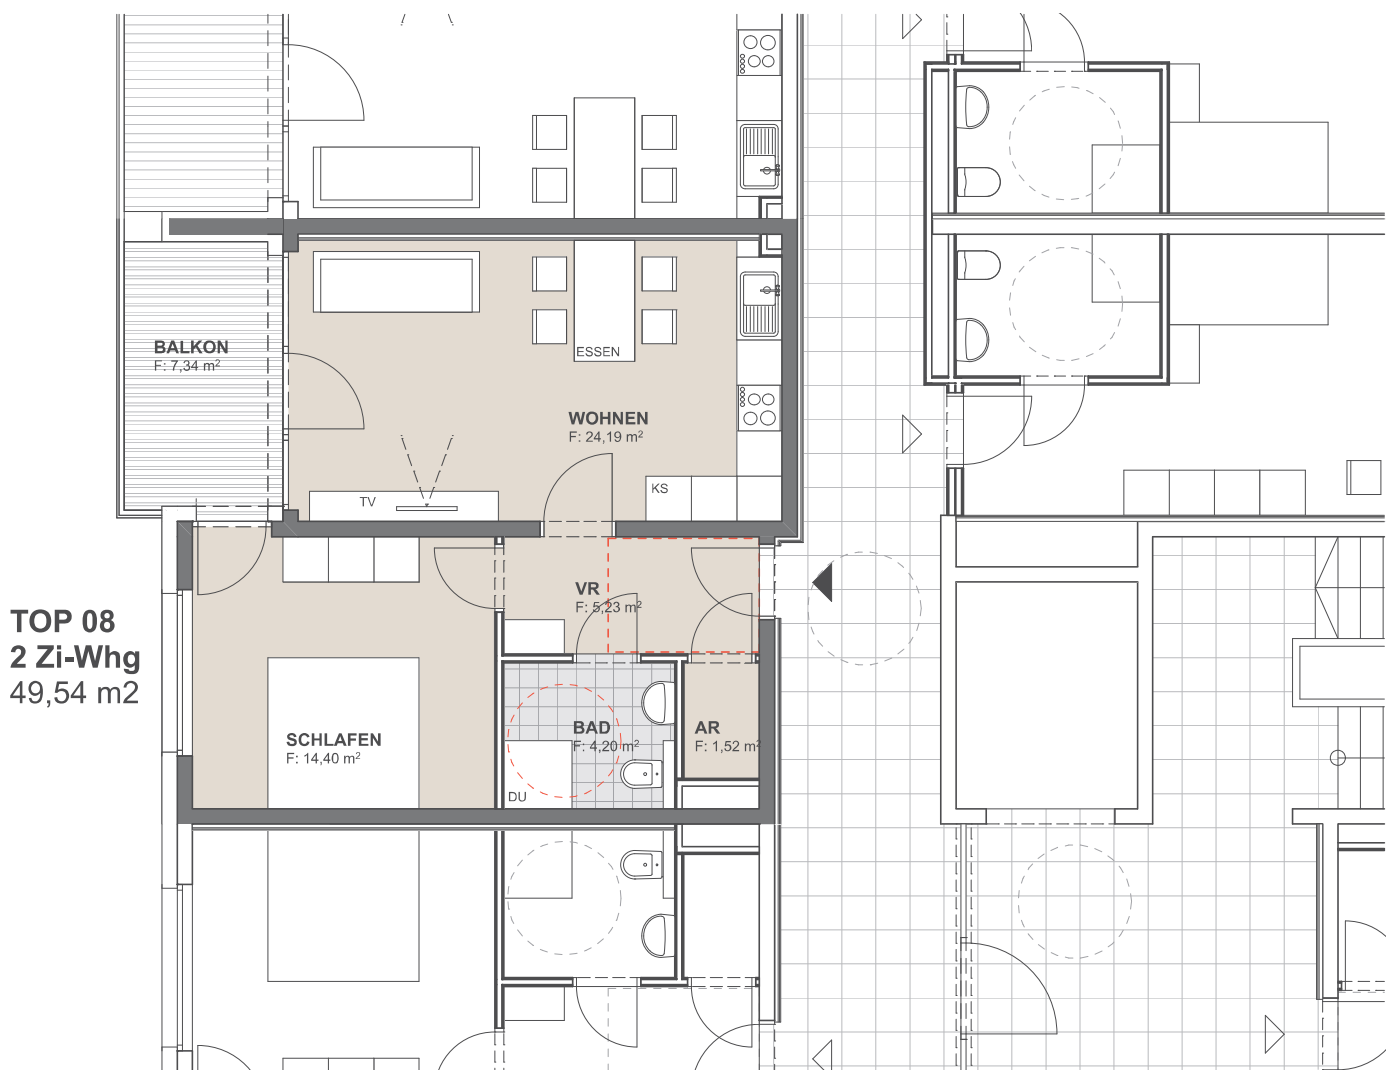 BALKON
F: 7,34 m²
ESSEN
WOHNEN
F: 24,19 m²
KS
TV
VR
F: 5,23 m²
TOP 08
2 Zi-Whg
49,54 m2
SCHLAFEN
F: 14,40 m²
BAD
F: 4,20 m²
AR
F: 1,52 m²
DU